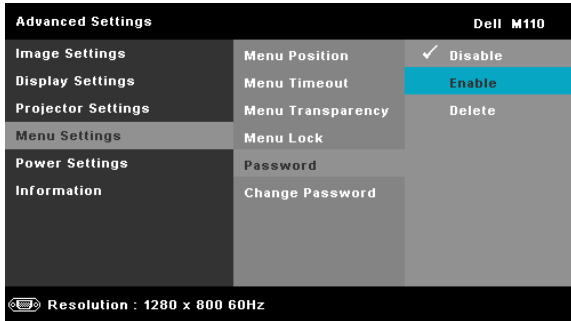 Advanced Settings Dell M110
Image Settings
Display Settings
Projector Settings
Menu Settings
Power Settings
Information
Menu Position
Menu Timeout
Menu Transparency
Menu Lock
Password
Change Password
✓ Disable
Enable
Delete
Resolution : 1280 x 800 60Hz